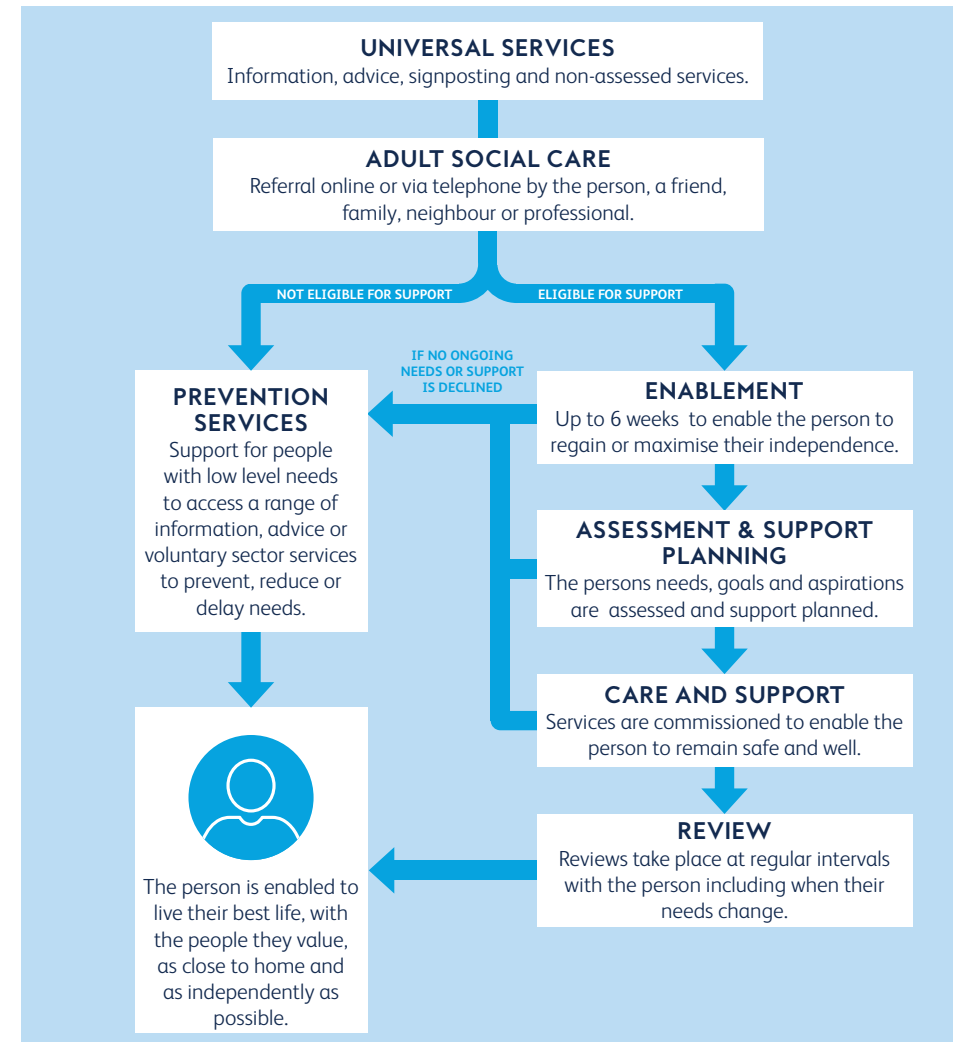 UNIVERSAL SERVICES
Information, advice, signposting and non-assessed services.
ADULT SOCIAL CARE
Referral online or via telephone by the person, a friend,
family, neighbour or professional.
NOT ELIGIBLE FOR SUPPORT
ELIGIBLE FOR SUPPORT
IF NO ONGOING
NEEDS OR SUPPORT
IS DECLINED
PREVENTION
SERVICES
Support for people
with low level needs
to access a range of
information, advice or
voluntary sector services
to prevent, reduce or
delay needs.
ENABLEMENT
Up to 6 weeks to enable the person to
regain or maximise their independence.
ASSESSMENT & SUPPORT
PLANNING
The persons needs, goals and aspirations
are assessed and support planned.
CARE AND SUPPORT
Services are commissioned to enable the
person to remain safe and well.
REVIEW
Reviews take place at regular intervals
with the person including when their
needs change.
The person is enabled to
live their best life, with
the people they value,
as close to home and
as independently as
possible.